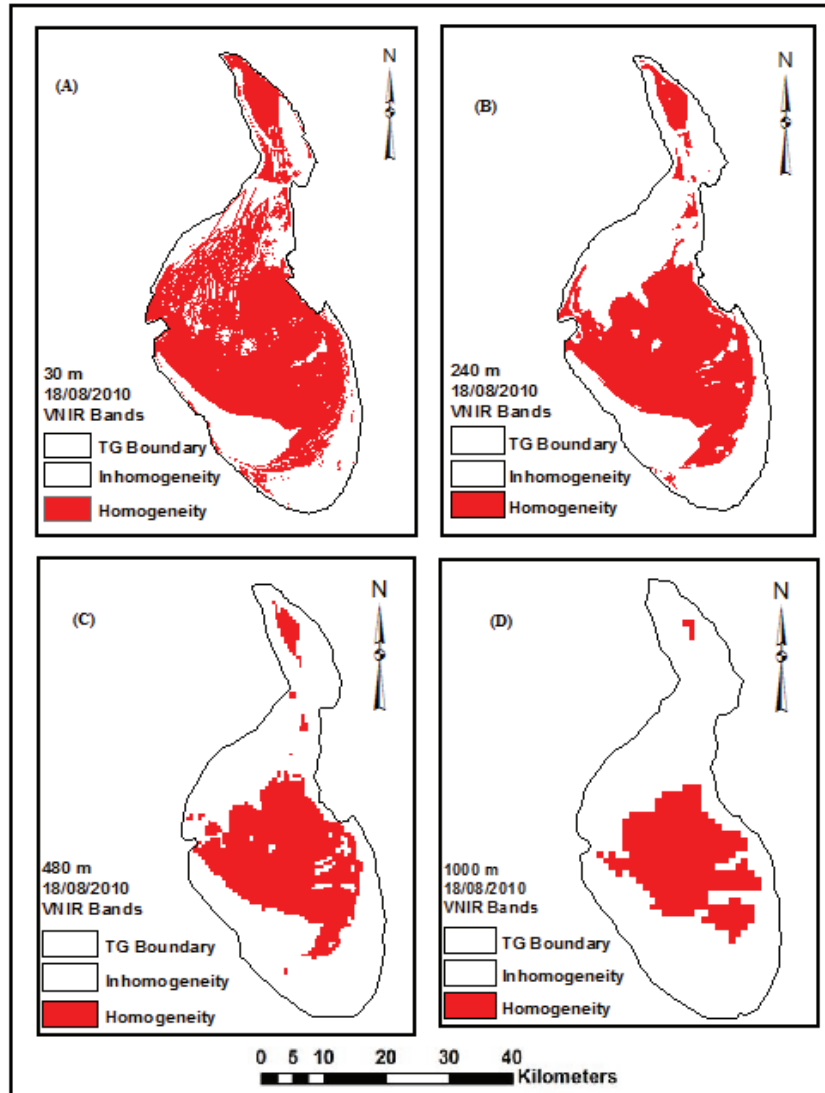 (A)
N
30 m
18/08/2010
VNIR Bands
TG Boundary
Inhomogeneity
Homogeneity
(B)
N
240 m
18/08/2010
VNIR Bands
TG Boundary
Inhomogeneity
Homogeneity
(C)
N
480 m
18/08/2010
VNIR Bands
TG Boundary
Inhomogeneity
Homogeneity
(D)
N
1000 m
18/08/2010
VNIR Bands
TG Boundary
Inhomogeneity
Homogeneity
0 5 10 20 30 40
Kilometers